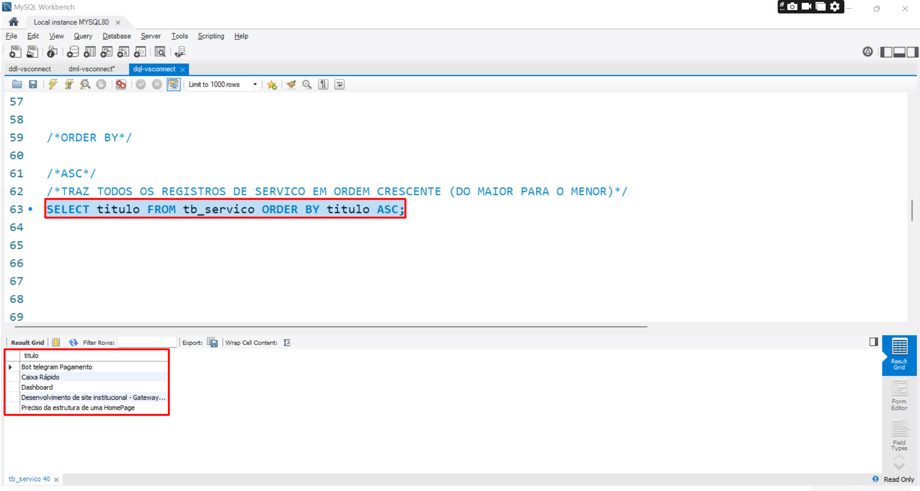 MySQL Workbench
Local instance MYSQL80
File Edit View Query Database Server Tools Scripting Help
ddl-vsconnect dml-vsconnect* dql-vsconnect
Limit to 1000 rows
57
58
59 /*ORDER BY*/
60
61 /*ASC*/
62 /*TRAZ TODOS OS REGISTROS DE SERVICO EM ORDEM CRESCENTE (DO MAIOR PARA O MENOR)*/
63 SELECT titulo FROM tb_servico ORDER BY titulo ASC;
64
65
66
67
68
69
Result Grid Filter Rows: Export: Wrap Cell Content:
titulo
Bot telegram Pagamento
Caixa Rápido
Dashboard
Desenvolvimento de site institucional - Gateway...
Preciso da estrutura de uma HomePage
Result Grid
Form Editor
Field Types
tb_servico 40
Read Only